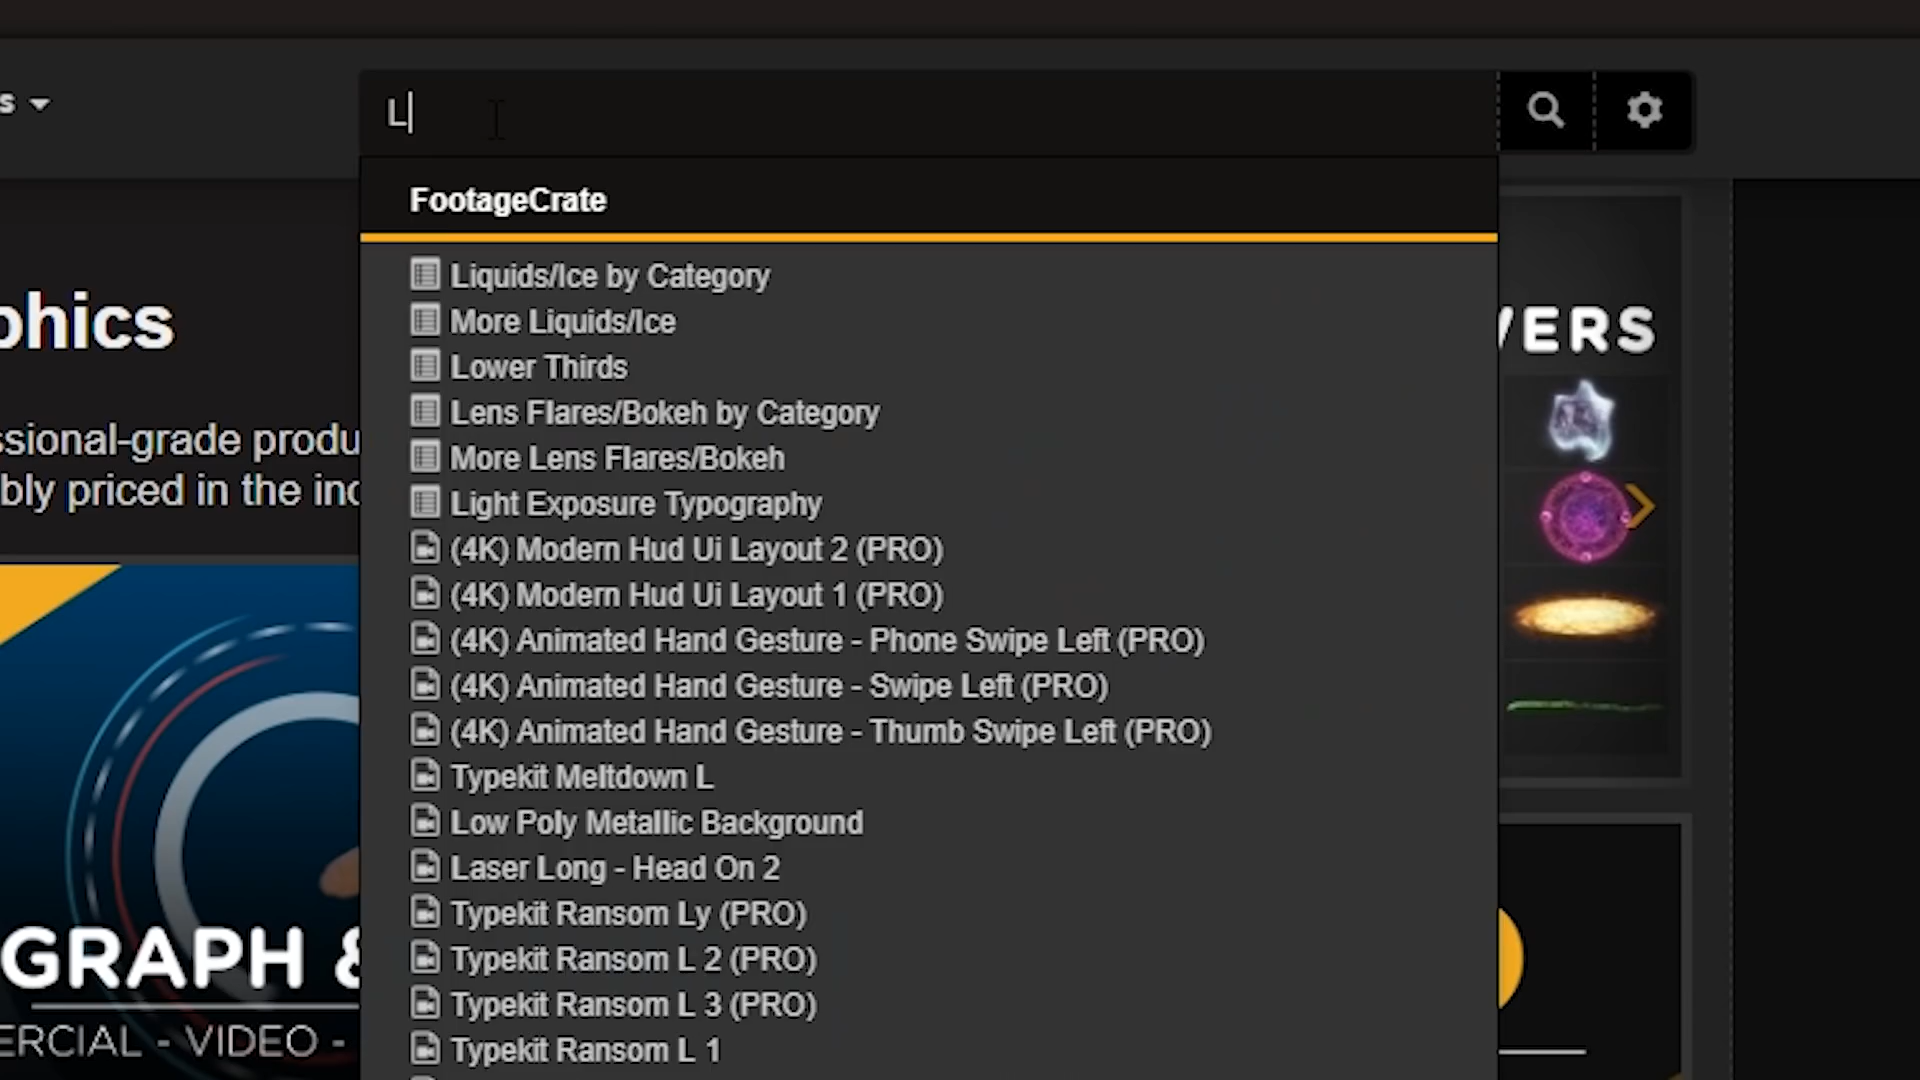 s
L
FootageCrate
Liquids/Ice by Category
More Liquids/Ice
Lower Thirds
Lens Flares/Bokeh by Category
More Lens Flares/Bokeh
Light Exposure Typography
(4K) Modern Hud Ui Layout 2 (PRO)
(4K) Modern Hud Ui Layout 1 (PRO)
(4K) Animated Hand Gesture - Phone Swipe Left (PRO)
(4K) Animated Hand Gesture - Swipe Left (PRO)
(4K) Animated Hand Gesture - Thumb Swipe Left (PRO)
Typekit Meltdown L
Low Poly Metallic Background
Laser Long - Head On 2
Typekit Ransom Ly (PRO)
Typekit Ransom L 2 (PRO)
Typekit Ransom L 3 (PRO)
Typekit Ransom L 1
phics
ssional-grade produ
bly priced in the ind
GRAPH &
ERCIAL - VIDEO -
VERS